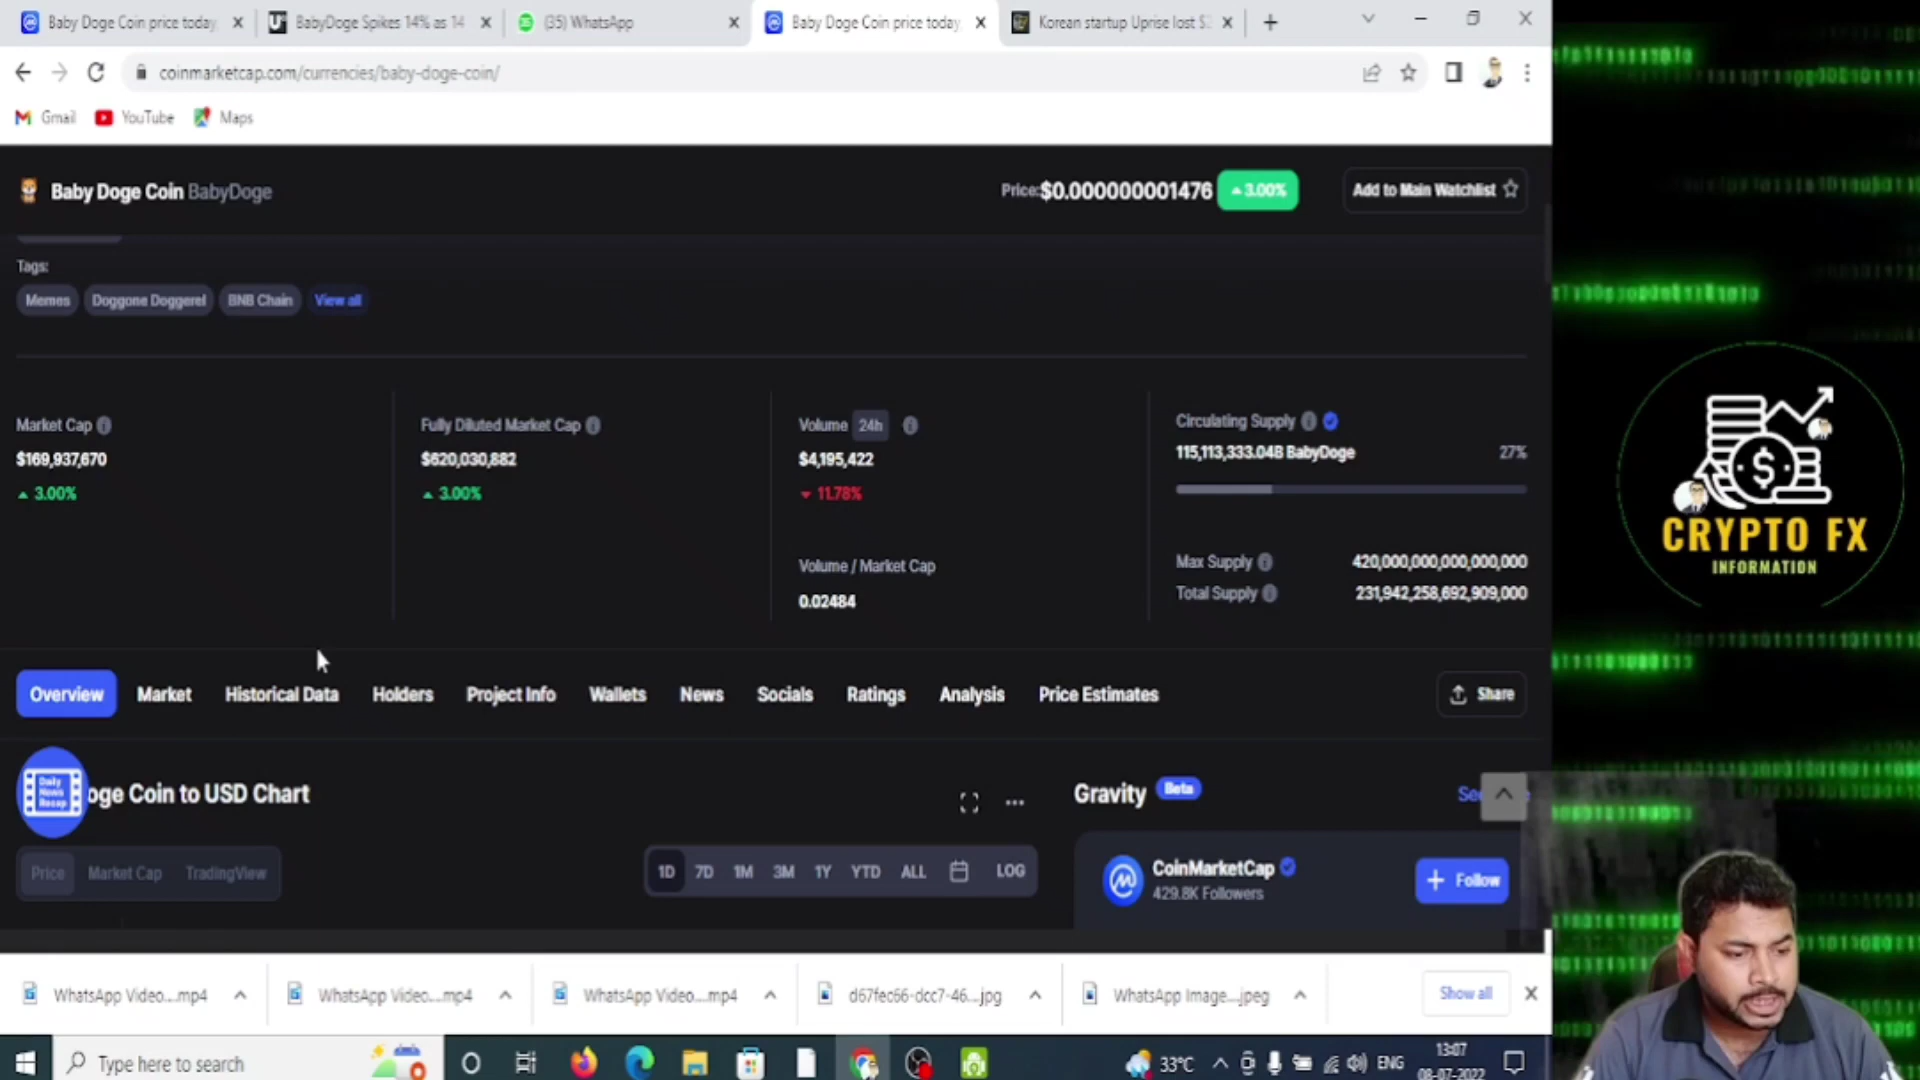 Baby Doge Coin price today
BabyDoge Spikes 14% as 14
(35) WhatsApp
Baby Doge Coin price today
Korean startup Uprise lost $
coinmarketcap.com/currencies/baby-doge-coin/
Gmail YouTube Maps
Baby Doge Coin BabyDoge
Price:$0.000000001476 3.00%
Add to Main Watchlist
Tags:
Memes Doggone Doggerel BNB Chain View all
Market Cap
$169,937,670
3.00%
Fully Diluted Market Cap
$620,030,882
3.00%
Volume 24h
$4,195,422
11.78%
Volume / Market Cap
0.02484
Circulating Supply
115,113,333.04B BabyDoge 27%
Max Supply 420,000,000,000,000,000
Total Supply 231,942,258,692,909,000
CRYPTO FX
INFORMATION
Overview Market Historical Data Holders Project Info Wallets News Socials Ratings Analysis Price Estimates Share
Daily
News
Recap
oge Coin to USD Chart
Gravity Beta
Price Market Cap TradingView
1D 7D 1M 3M 1Y YTD ALL LOG
CoinMarketCap
429.8K Followers
+ Follow
WhatsApp Video....mp4
WhatsApp Video....mp4
WhatsApp Video....mp4
d67fec66-dcc7-46...jpg
WhatsApp Image....jpeg
Show all
Type here to search
33°C
ENG
13:07
08-07-2022